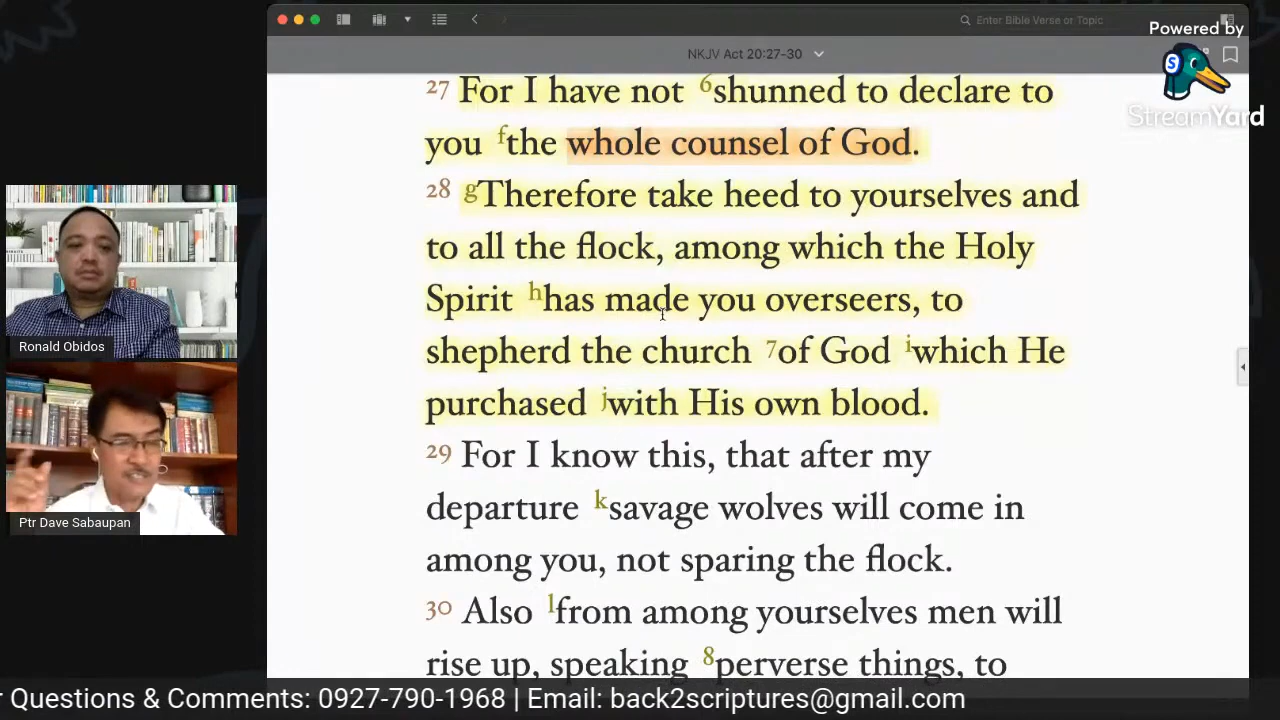 Enter Bible Verse or Topic
Powered by
StreamYard
NKJV Act 20:27-30
27 For I have not 6shunned to declare to
you fthe whole counsel of God.
28 gTherefore take heed to yourselves and
to all the flock, among which the Holy
Spirit hhas made you overseers, to
shepherd the church 7of God iwhich He
purchased jwith His own blood.
29 For I know this, that after my
departure ksavage wolves will come in
among you, not sparing the flock.
30 Also lfrom among yourselves men will
rise up, speaking 8perverse things, to
Ronald Obidos
Ptr Dave Sabaupan
r Questions & Comments: 0927-790-1968 | Email: back2scriptures@gmail.com